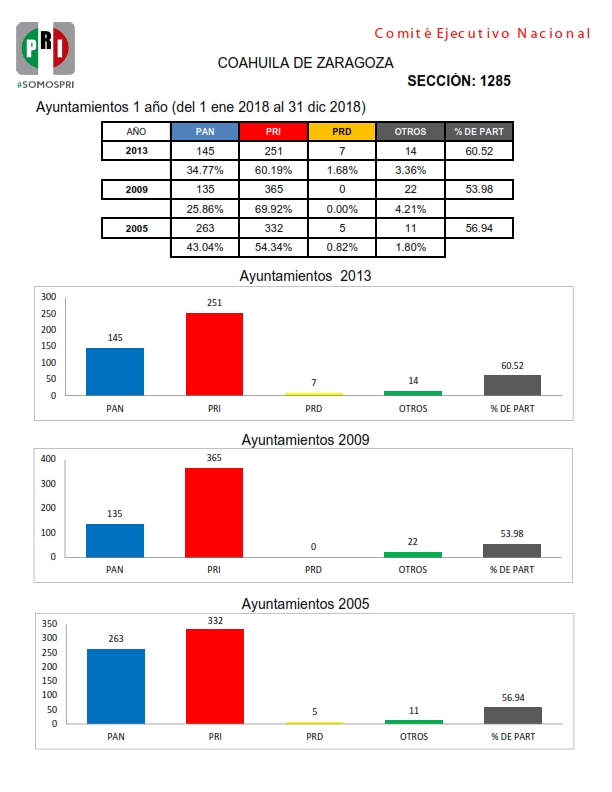 Comité Ejecutivo Nacional
PRI
#SOMOSPRI
COAHUILA DE ZARAGOZA
SECCIÓN: 1285
Ayuntamientos 1 año (del 1 ene 2018 al 31 dic 2018)
AÑO PAN PRI PRD OTROS % DE PART
2013 145 251 7 14 60.52
34.77% 60.19% 1.68% 3.36%
2009 135 365 0 22 53.98
25.86% 69.92% 0.00% 4.21%
2005 263 332 5 11 56.94
43.04% 54.34% 0.82% 1.80%
Ayuntamientos 2013
300
250
200
150
100
50
0
145 251 7 14 60.52
PAN PRI PRD OTROS % DE PART
Ayuntamientos 2009
400
300
200
100
0
135 365 0 22 53.98
PAN PRI PRD OTROS % DE PART
Ayuntamientos 2005
350
300
250
200
150
100
50
0
263 332 5 11 56.94
PAN PRI PRD OTROS % DE PART